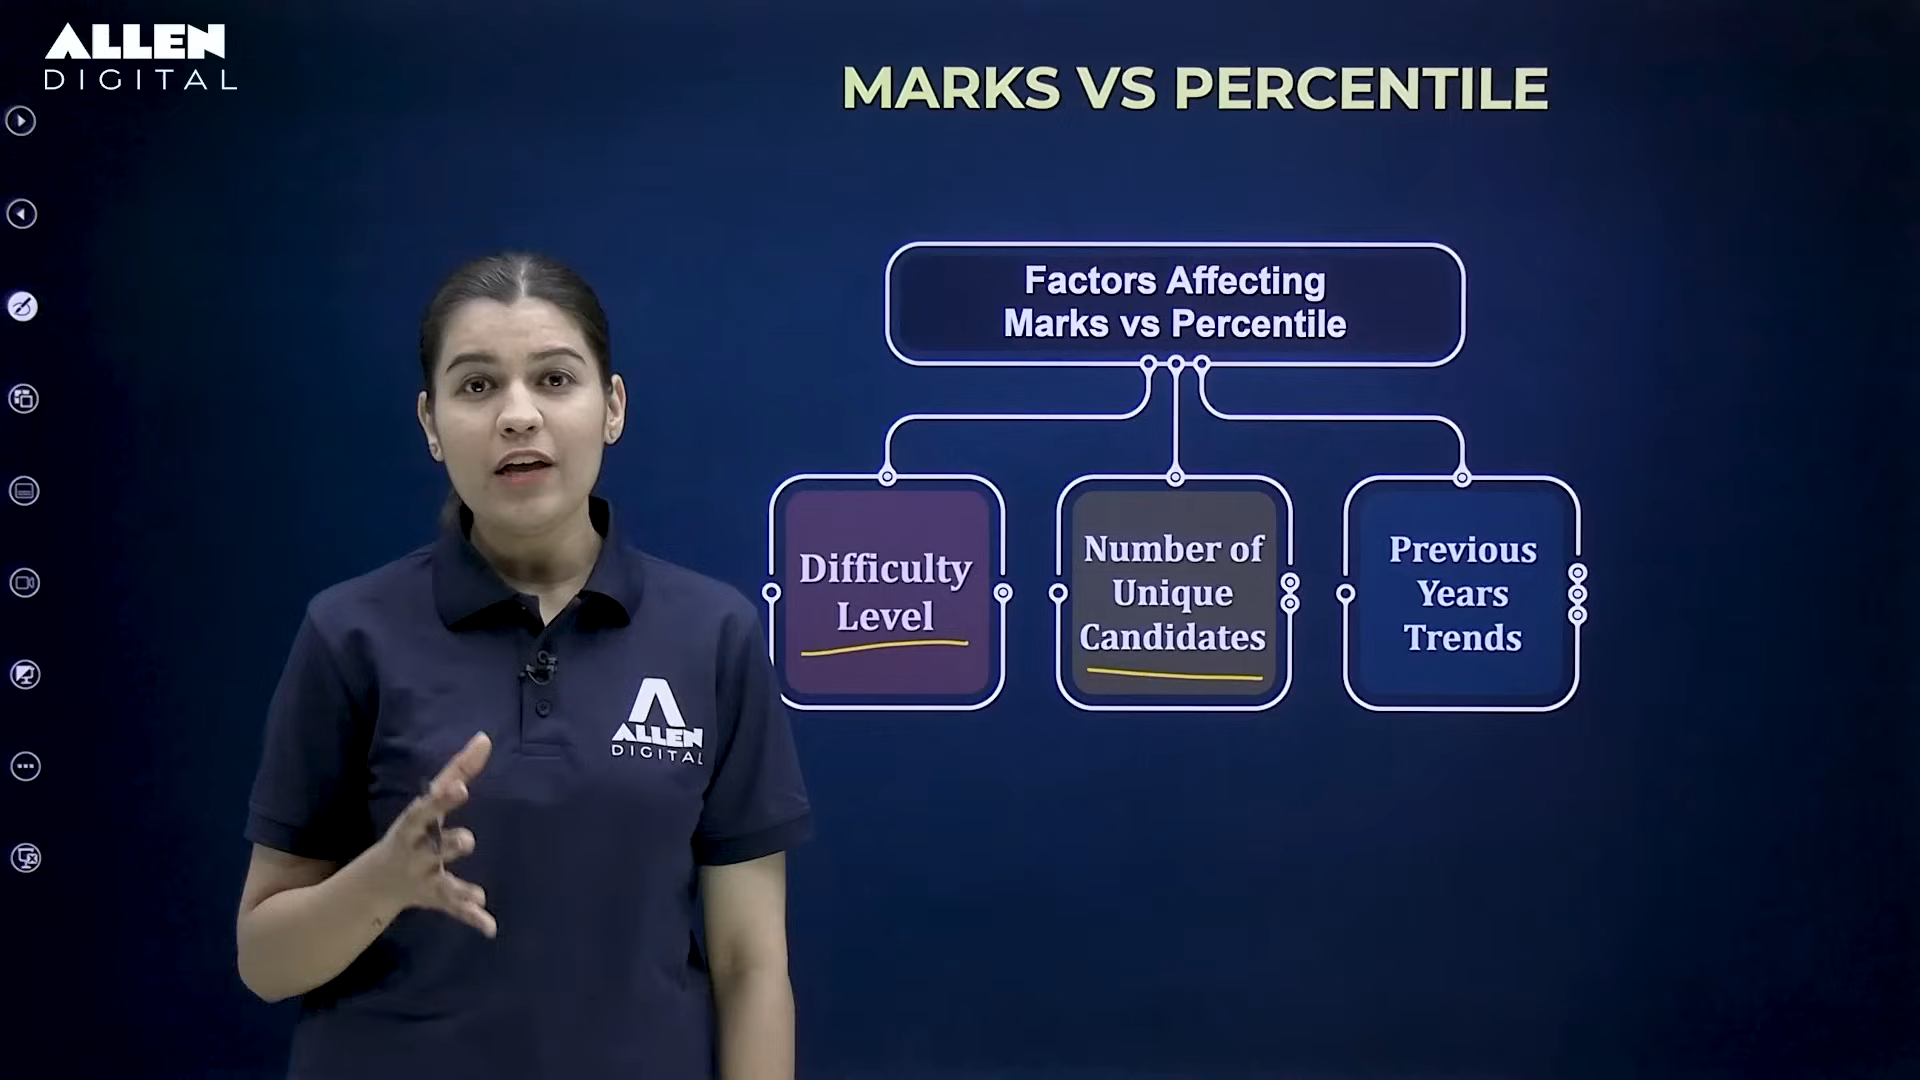 ALLEN
DIGITAL
MARKS VS PERCENTILE
Factors Affecting
Marks vs Percentile
Difficulty
Level
Number of
Unique
Candidates
Previous
Years
Trends
ALLEN
DIGITAL